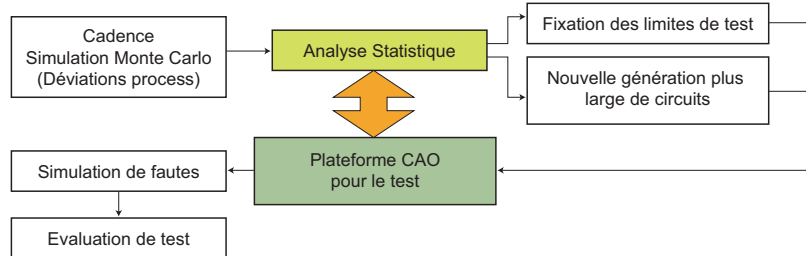 Cadence
Simulation Monte Carlo
(Déviations process)
Analyse Statistique
Fixation des limites de test
Nouvelle génération plus
large de circuits
Plateforme CAO
pour le test
Simulation de fautes
Evaluation de test